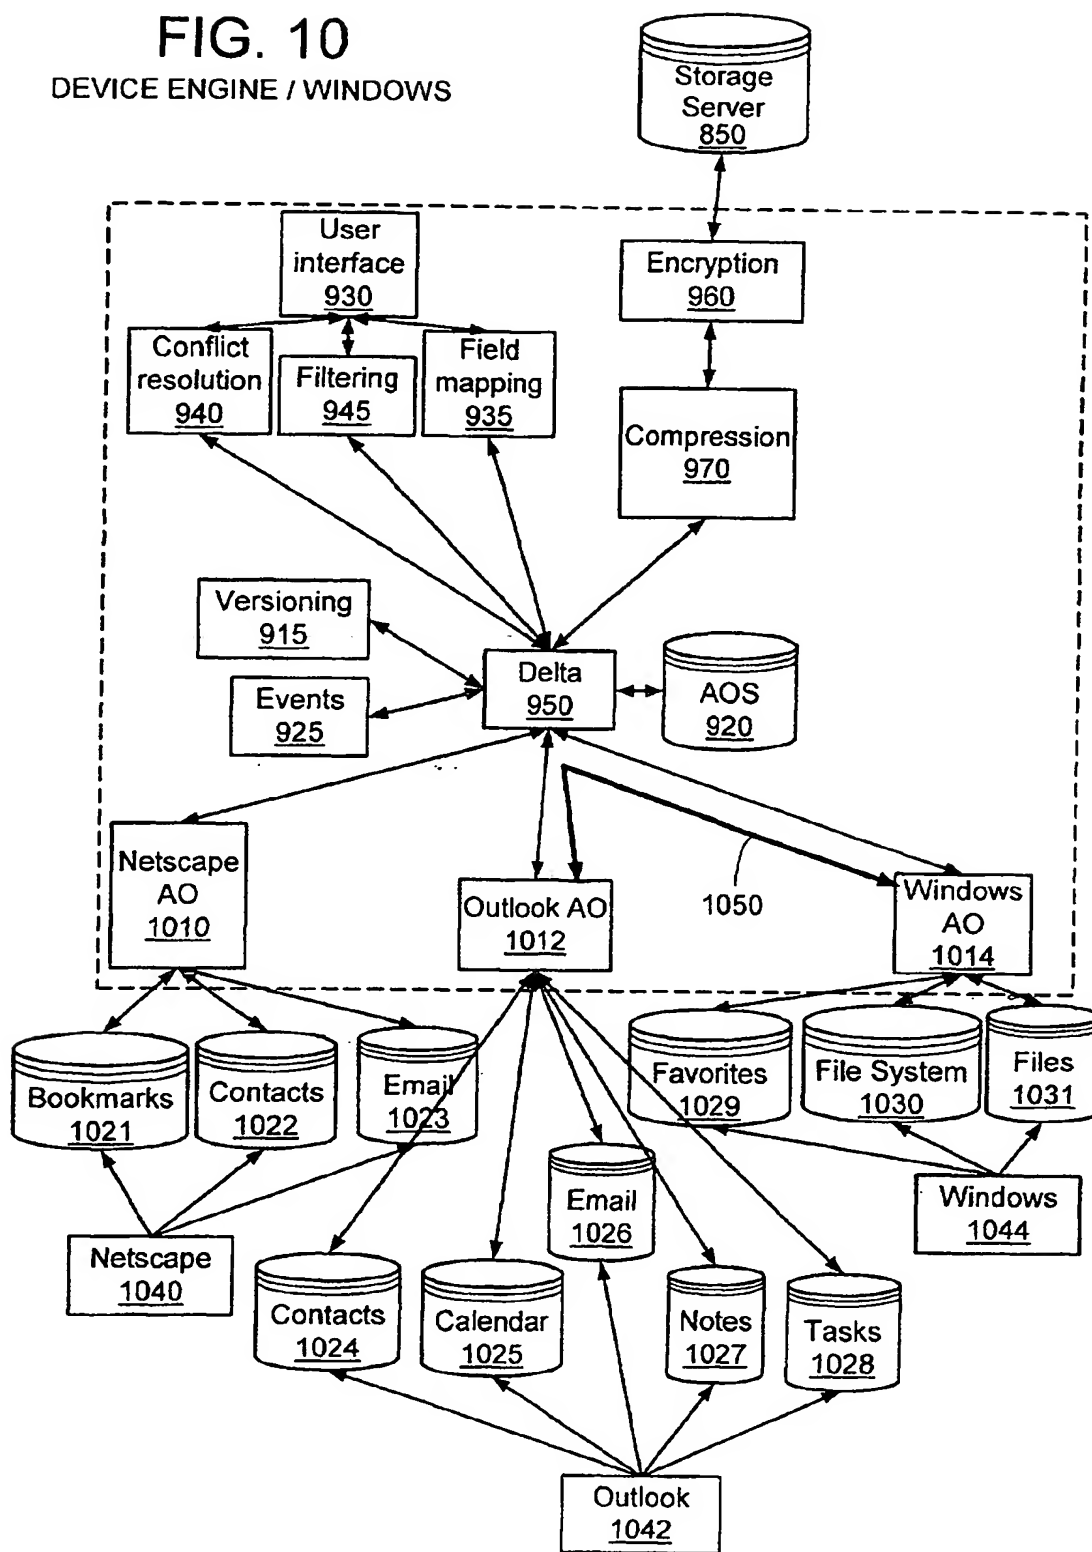 FIG. 10
DEVICE ENGINE / WINDOWS
Storage
Server
850
User
interface
930
Encryption
960
Conflict
resolution
940
Filtering
945
Field
mapping
935
Compression
970
Versioning
915
Events
925
Delta
950
AOS
920
Netscape
AO
1010
Outlook AO
1012
1050
Windows
AO
1014
Bookmarks
1021
Contacts
1022
Email
1023
Favorites
1029
File System
1030
Files
1031
Email
1026
Windows
1044
Netscape
1040
Contacts
1024
Calendar
1025
Notes
1027
Tasks
1028
Outlook
1042